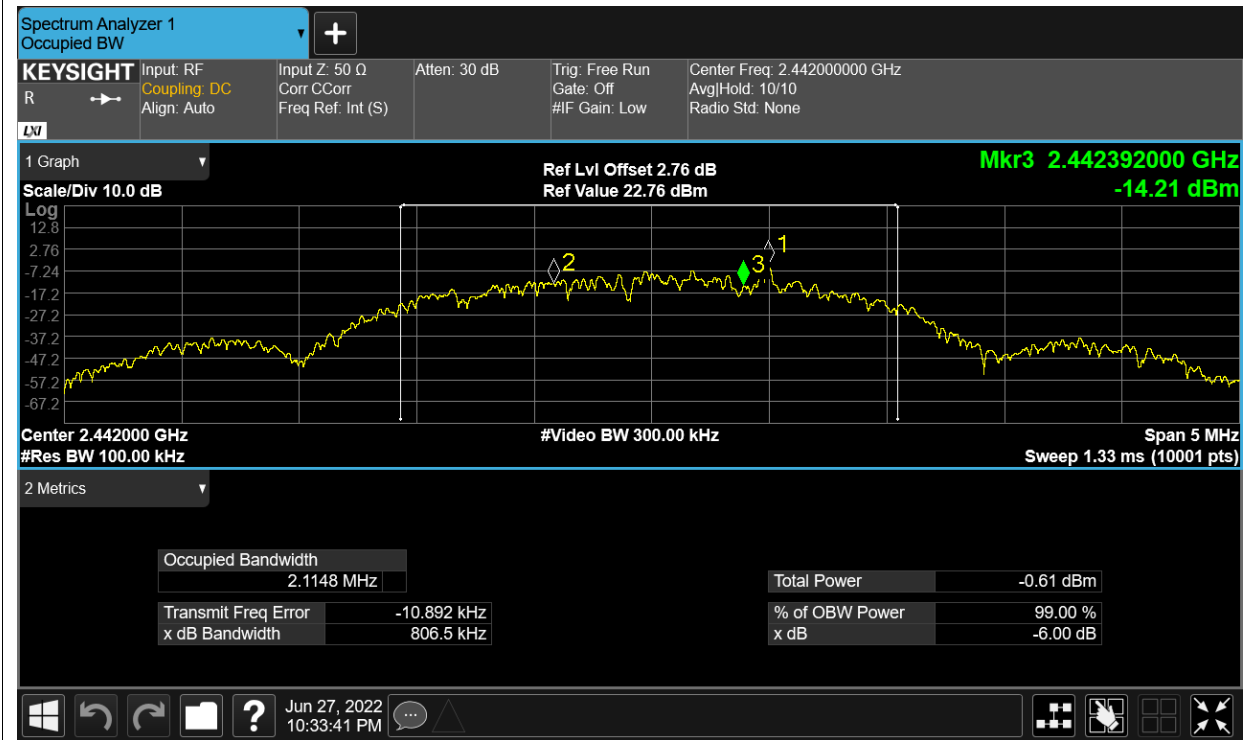 Spectrum Analyzer 1
Occupied BW
KEYSIGHT
R
LXI
Input: RF
Coupling: DC
Align: Auto
Input Z: 50 Ω
Corr CCorr
Freq Ref: Int (S)
Atten: 30 dB
Trig: Free Run
Gate: Off
#IF Gain: Low
Center Freq: 2.442000000 GHz
Avg|Hold: 10/10
Radio Std: None
1 Graph
Scale/Div 10.0 dB
Ref Lvl Offset 2.76 dB
Ref Value 22.76 dBm
Mkr3 2.442392000 GHz
-14.21 dBm
Log
12.8
2.76
-7.24
-17.2
-27.2
-37.2
-47.2
-57.2
-67.2
1
2
3
Center 2.442000 GHz
#Video BW 300.00 kHz
Span 5 MHz
#Res BW 100.00 kHz
Sweep 1.33 ms (10001 pts)
2 Metrics
Occupied Bandwidth
2.1148 MHz
Total Power -0.61 dBm
Transmit Freq Error -10.892 kHz
% of OBW Power 99.00 %
x dB Bandwidth 806.5 kHz
x dB -6.00 dB
?
Jun 27, 2022
10:33:41 PM